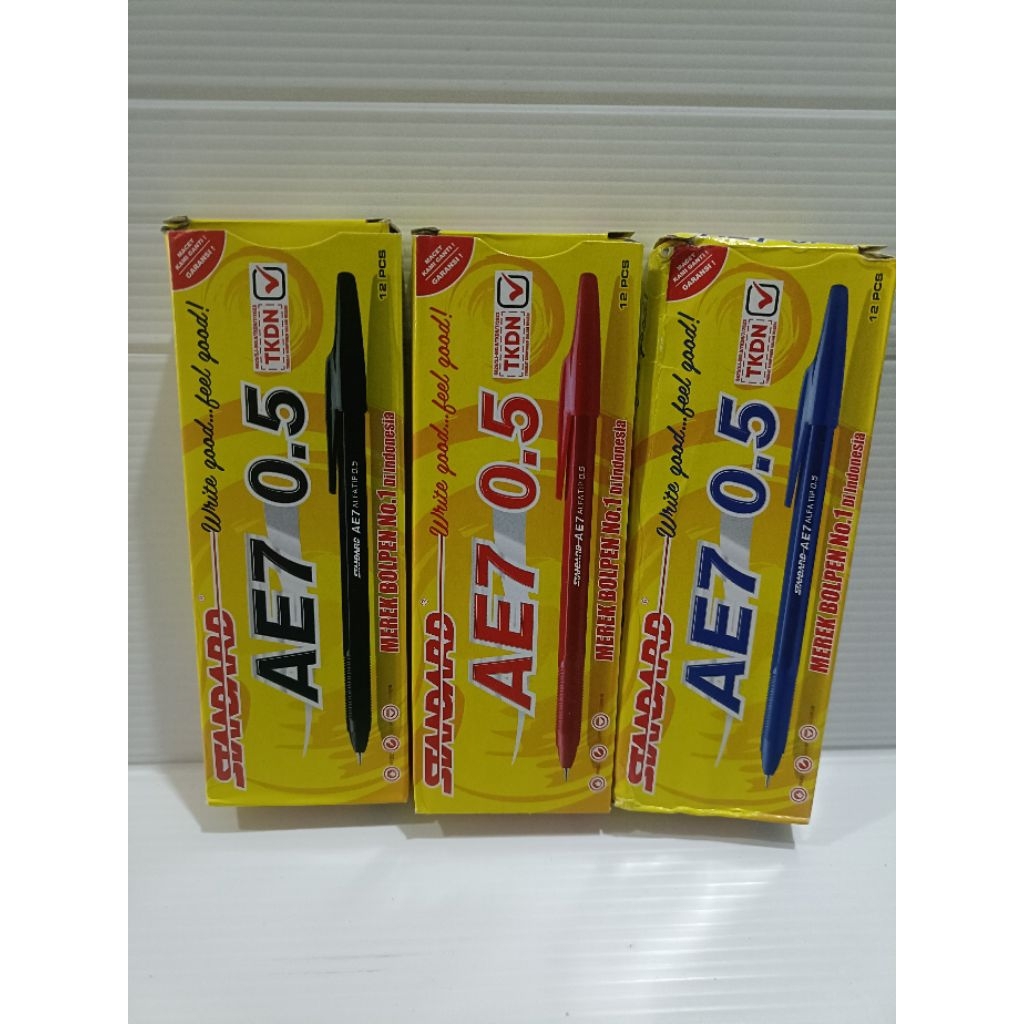 MACET
KAMI GANTI !
GARANSI !
Write good....feel good!
STANDARD
AE7 0.5
TKDN
12 PCS
STANDARD AE7 ALFATIP 0.5
MEREK BOLPEN No.1 DI Indonesia
MACET
KAMI GANTI !
GARANSI !
Write good....feel good!
STANDARD
AE7 0.5
TKDN
12 PCS
STANDARD AE7 ALFATIP 0.5
MEREK BOLPEN No.1 DI Indonesia
MACET
KAMI GANTI !
GARANSI !
Write good....feel good!
STANDARD
AE7 0.5
TKDN
12 PCS
STANDARD AE7 ALFATIP 0.5
MEREK BOLPEN No.1 DI Indonesia